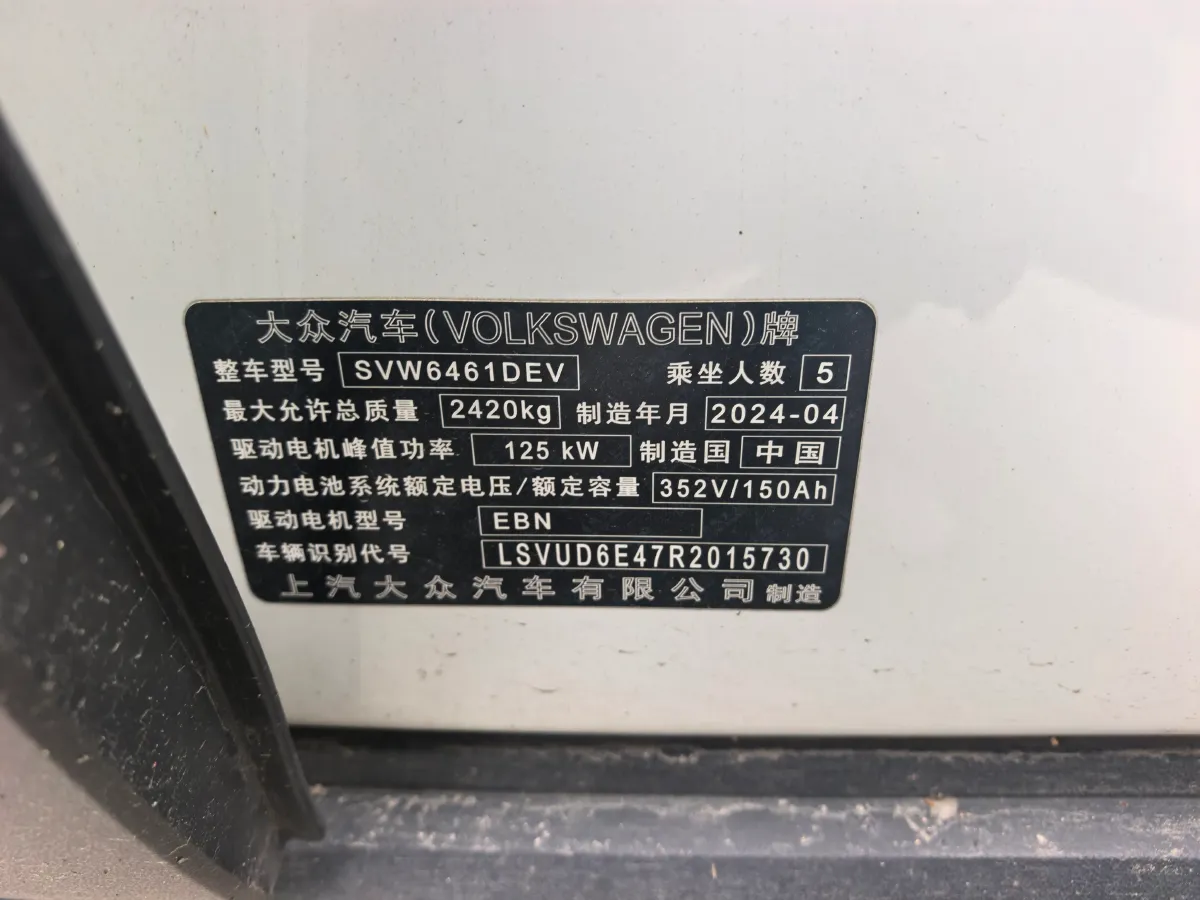 大众汽车(VOLKSWAGEN)牌
整车型号 SVW6461DEV 乘坐人数 5
最大允许总质量 2420kg 制造年月 2024-04
驱动电机峰值功率 125 kW 制造国 中国
动力电池系统额定电压/额定容量 352V/150Ah
驱动电机型号 EBN
车辆识别代号 LSVUD6E47R2015730
上汽大众汽车有限公司 制造